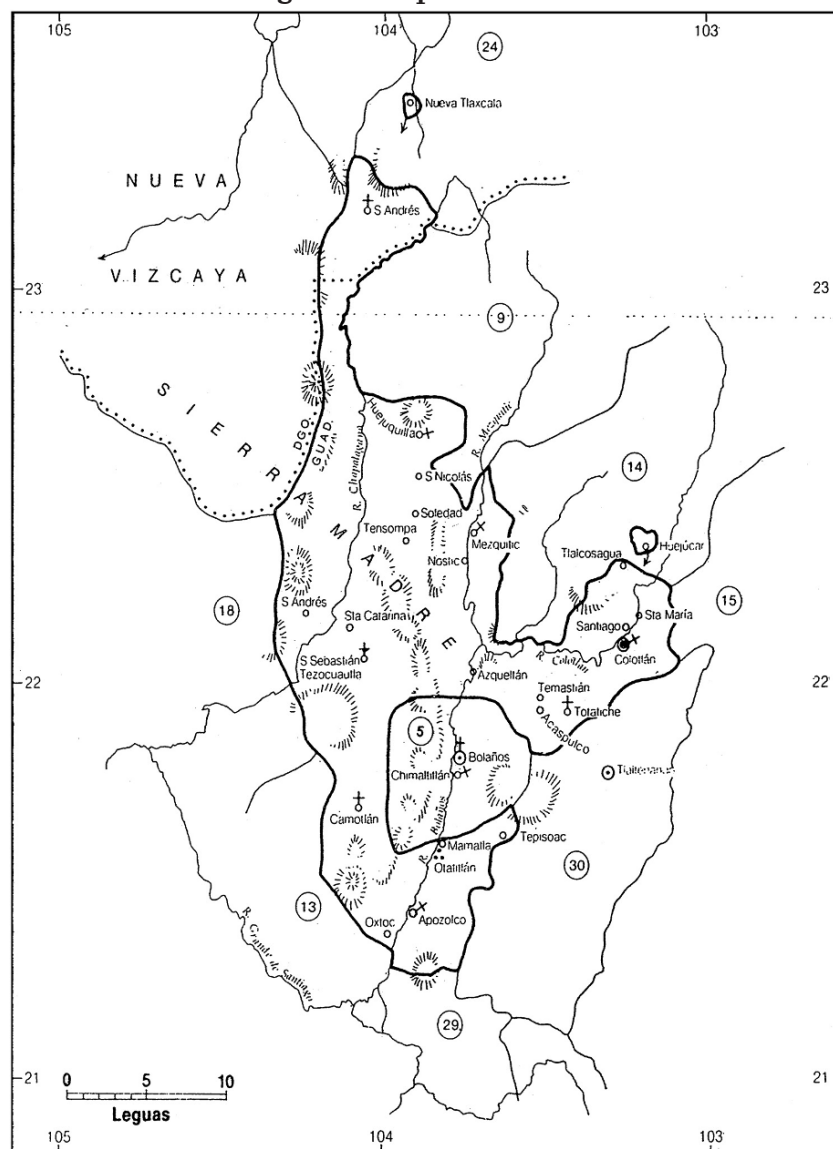 105
104
103
24
Nueva Tlaxcala
NUEVA
S Andrés
VIZCAYA
23
23
9
SIERRA MADRE
DGO.
GUAD.
R. Chapalagana
Huejuquilla
R. Mezquitic
S Nicolás
14
Soledad
Tensompa
Mezquitic
Nostic
Huejúcar
Tlalcosagua
18
15
S Andrés
Sta Catarina
Santiago
Sta María
Colotlán
R. Colotlán
S Sebastián
Tezocuautla
Azqueltán
22
22
Temastián
Totatiche
Acaspulco
5
Bolaños
Chimaltitlán
Tlaltenango
Camotlán
R. Bolaños
Mamatla
Tepisoac
Otatitlán
30
13
Apozolco
Oxtoc
R. Grande de Santiago
29
21
21
0 5 10
Leguas
105
104
103